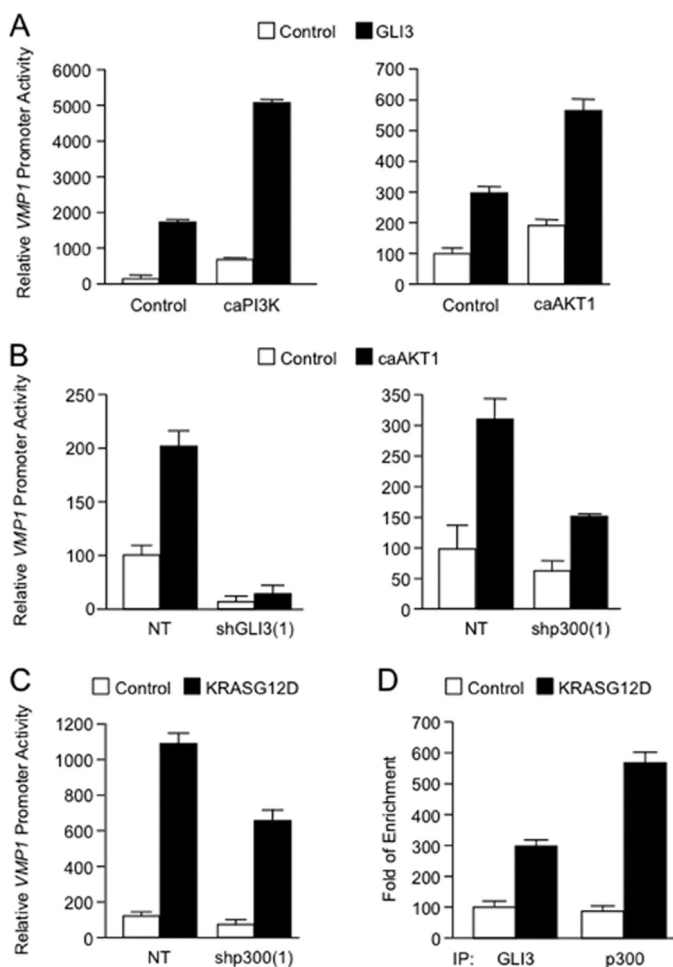 A
Control GLI3
Relative VMP1 Promoter Activity
6000
5000
4000
3000
2000
1000
0
Control caPI3K
700
600
500
400
300
200
100
0
Control caAKT1
B
Control caAKT1
Relative VMP1 Promoter Activity
250
200
150
100
0
NT shGLI3(1)
350
300
250
200
150
100
50
0
NT shp300(1)
C
Control KRASG12D
Relative VMP1 Promoter Activity
1200
1000
800
600
400
200
0
NT shp300(1)
D
Control KRASG12D
Fold of Enrichment
700
600
500
400
300
200
100
0
IP: GLI3 p300